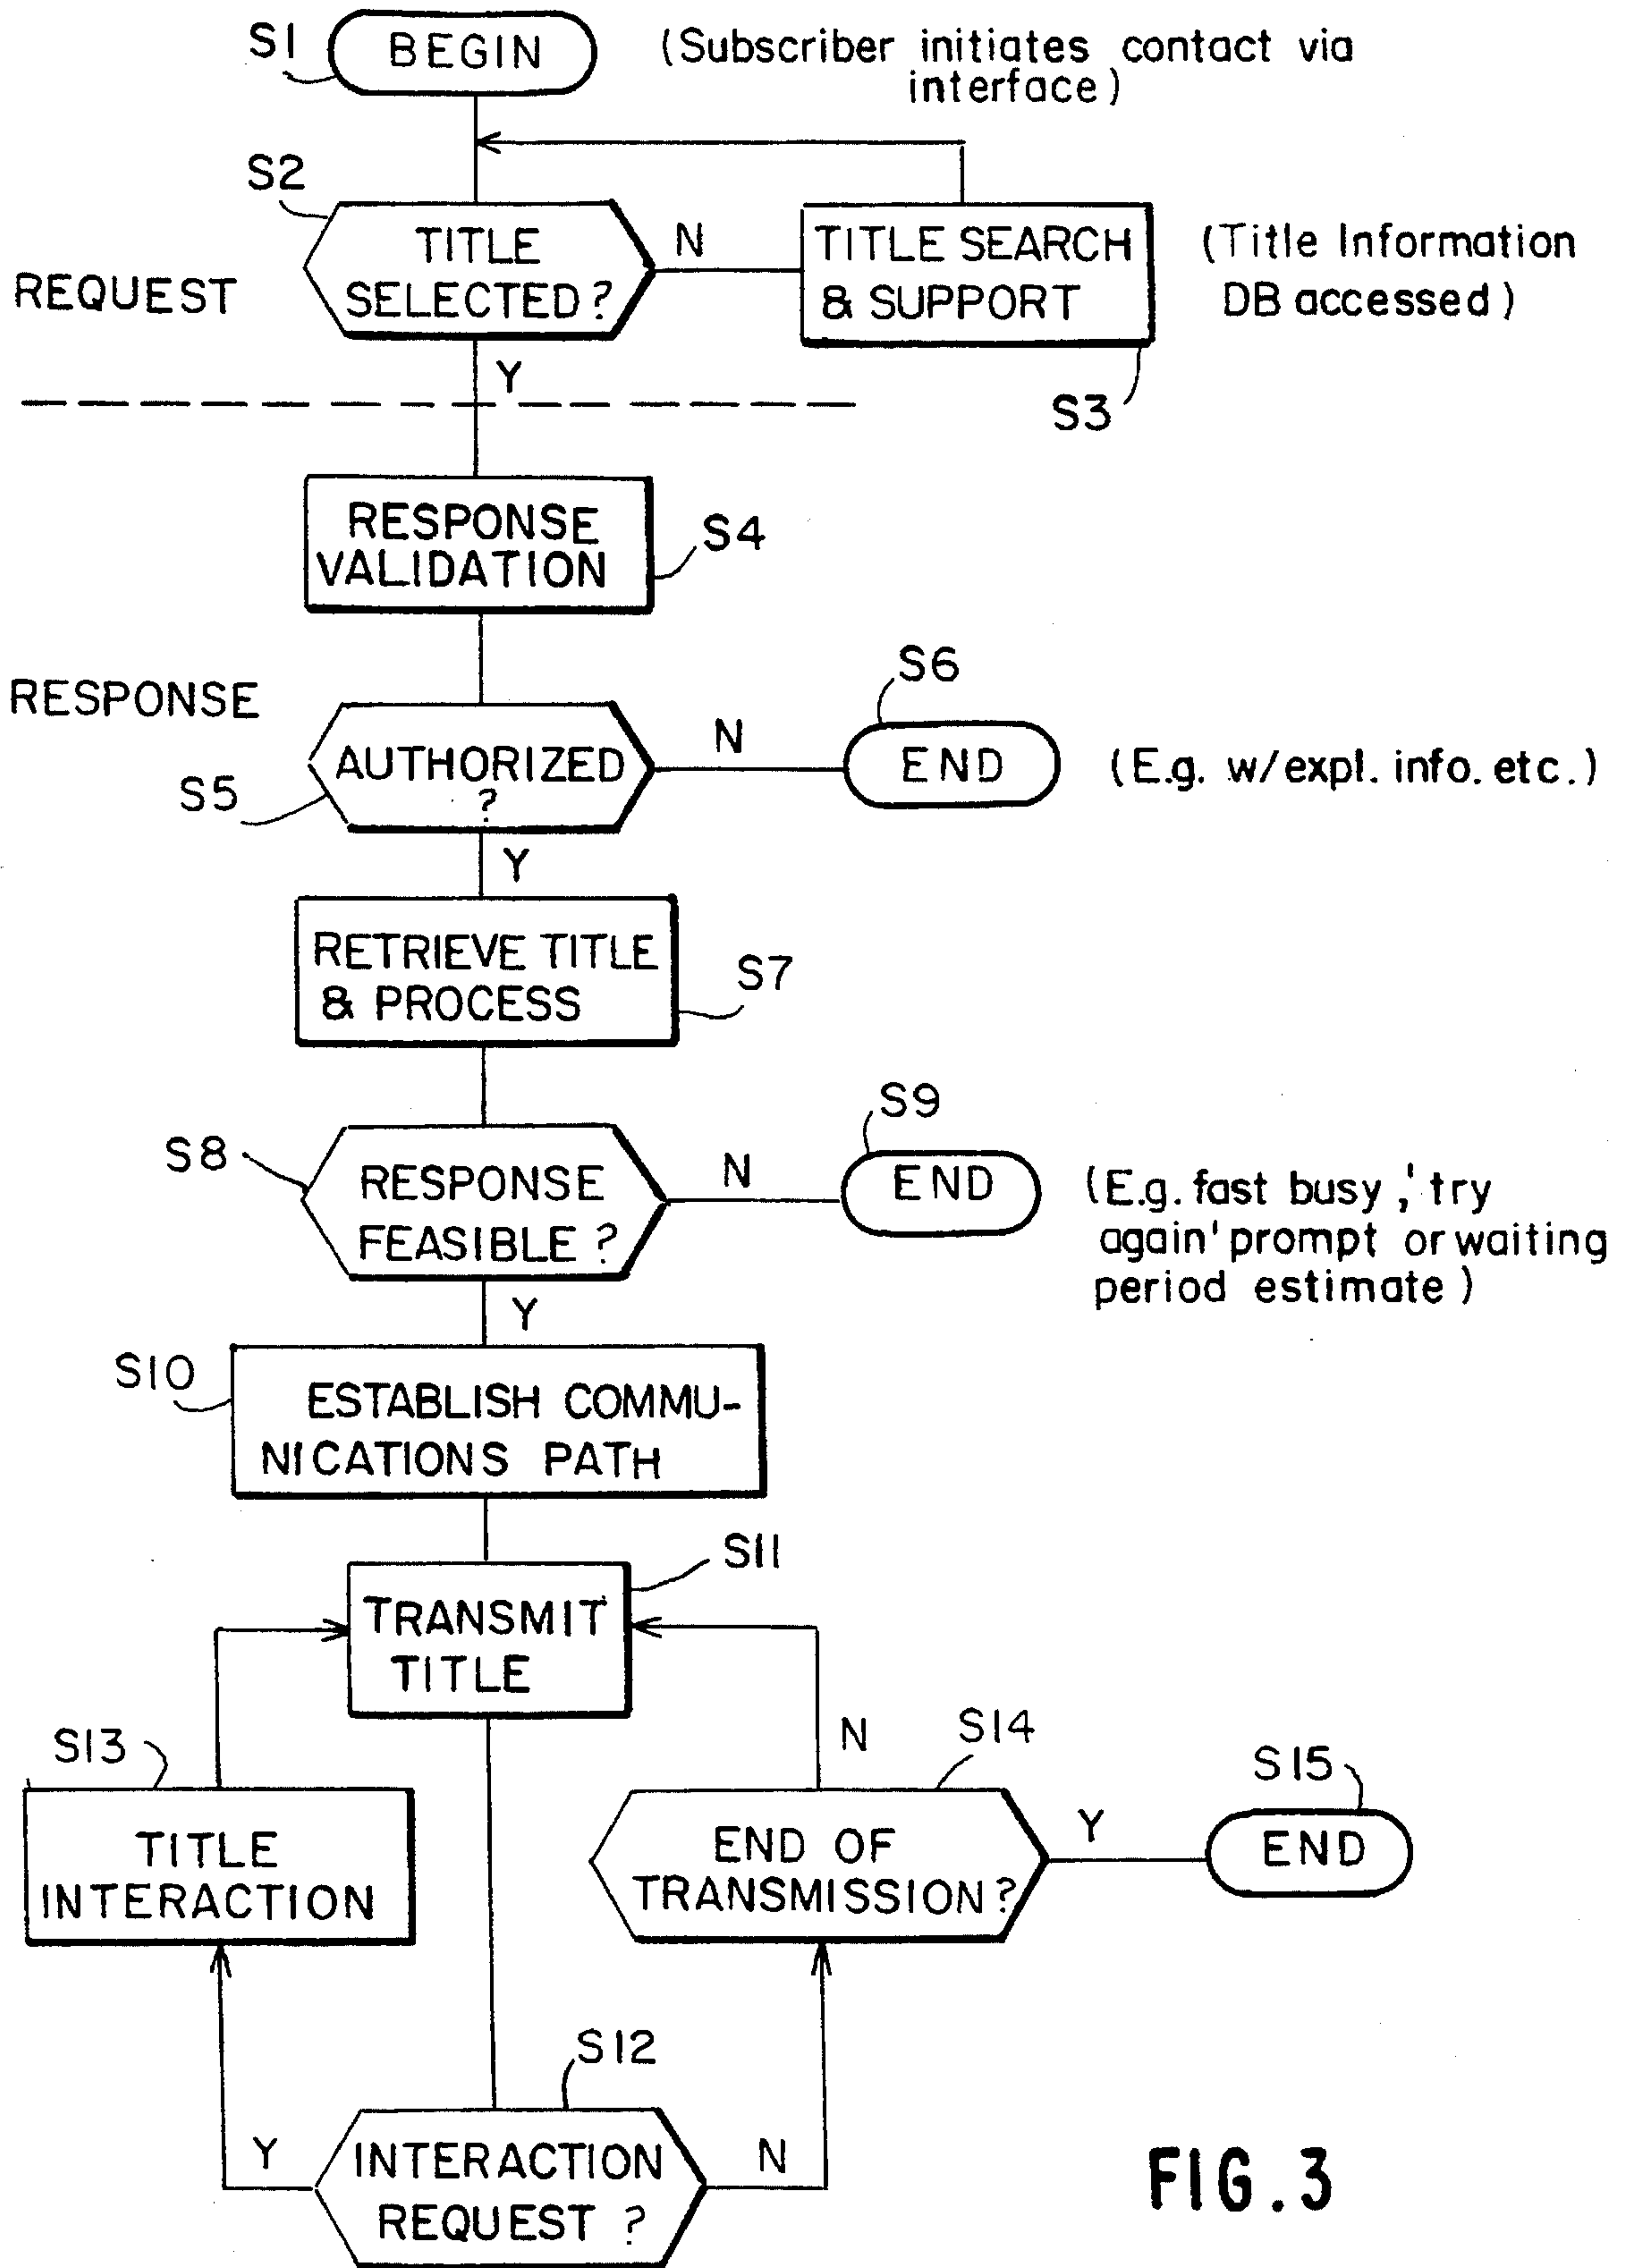 S1
BEGIN
(Subscriber initiates contact via
interface)
S2
TITLE
SELECTED?
N
TITLE SEARCH
& SUPPORT
(Title Information
DB accessed)
REQUEST
Y
S3
RESPONSE
VALIDATION
S4
RESPONSE
S6
AUTHORIZED
?
N
END
(E.g. w/expl. info. etc.)
S5
Y
RETRIEVE TITLE
& PROCESS
S7
S9
S8
RESPONSE
FEASIBLE ?
N
END
(E.g. fast busy ,'try
again' prompt or waiting
period estimate)
Y
S10
ESTABLISH COMMU-
NICATIONS PATH
S11
TRANSMIT
TITLE
S13
N
S14
S15
TITLE
INTERACTION
END OF
TRANSMISSION?
Y
END
S12
Y
INTERACTION
REQUEST ?
N
FIG. 3